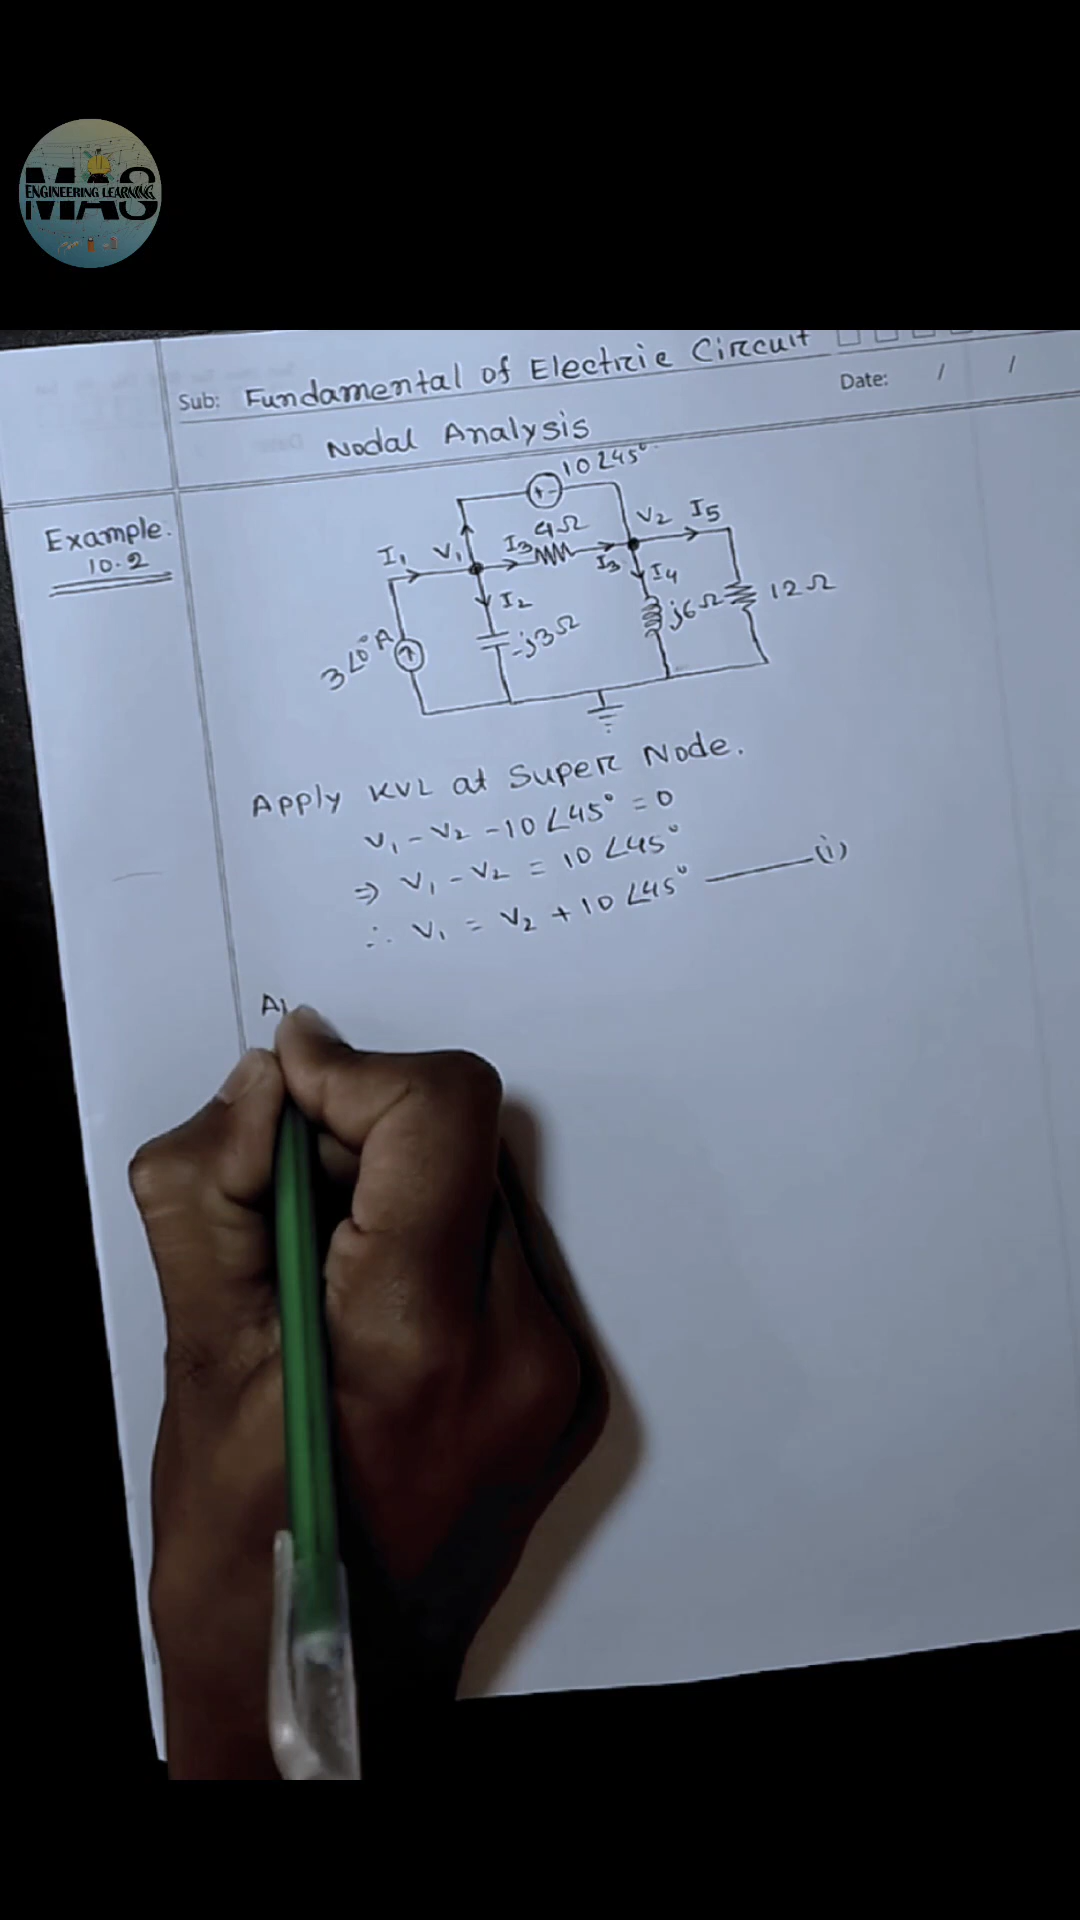 MAS
ENGINEERING LEARNING
Sub: Fundamental of Electric Circuit
Date: / /
Nodal Analysis
Example.
10.2
10∠45°
4Ω
I₁ V₁ I₃ I₃ V₂ I₅
I₂ I₄
3∠0° A
-j3Ω
j6Ω
12Ω
Apply KVL at Super Node.
V₁ - V₂ - 10∠45° = 0
⇒ V₁ - V₂ = 10∠45°
∴ V₁ = V₂ + 10∠45° ——— (i)